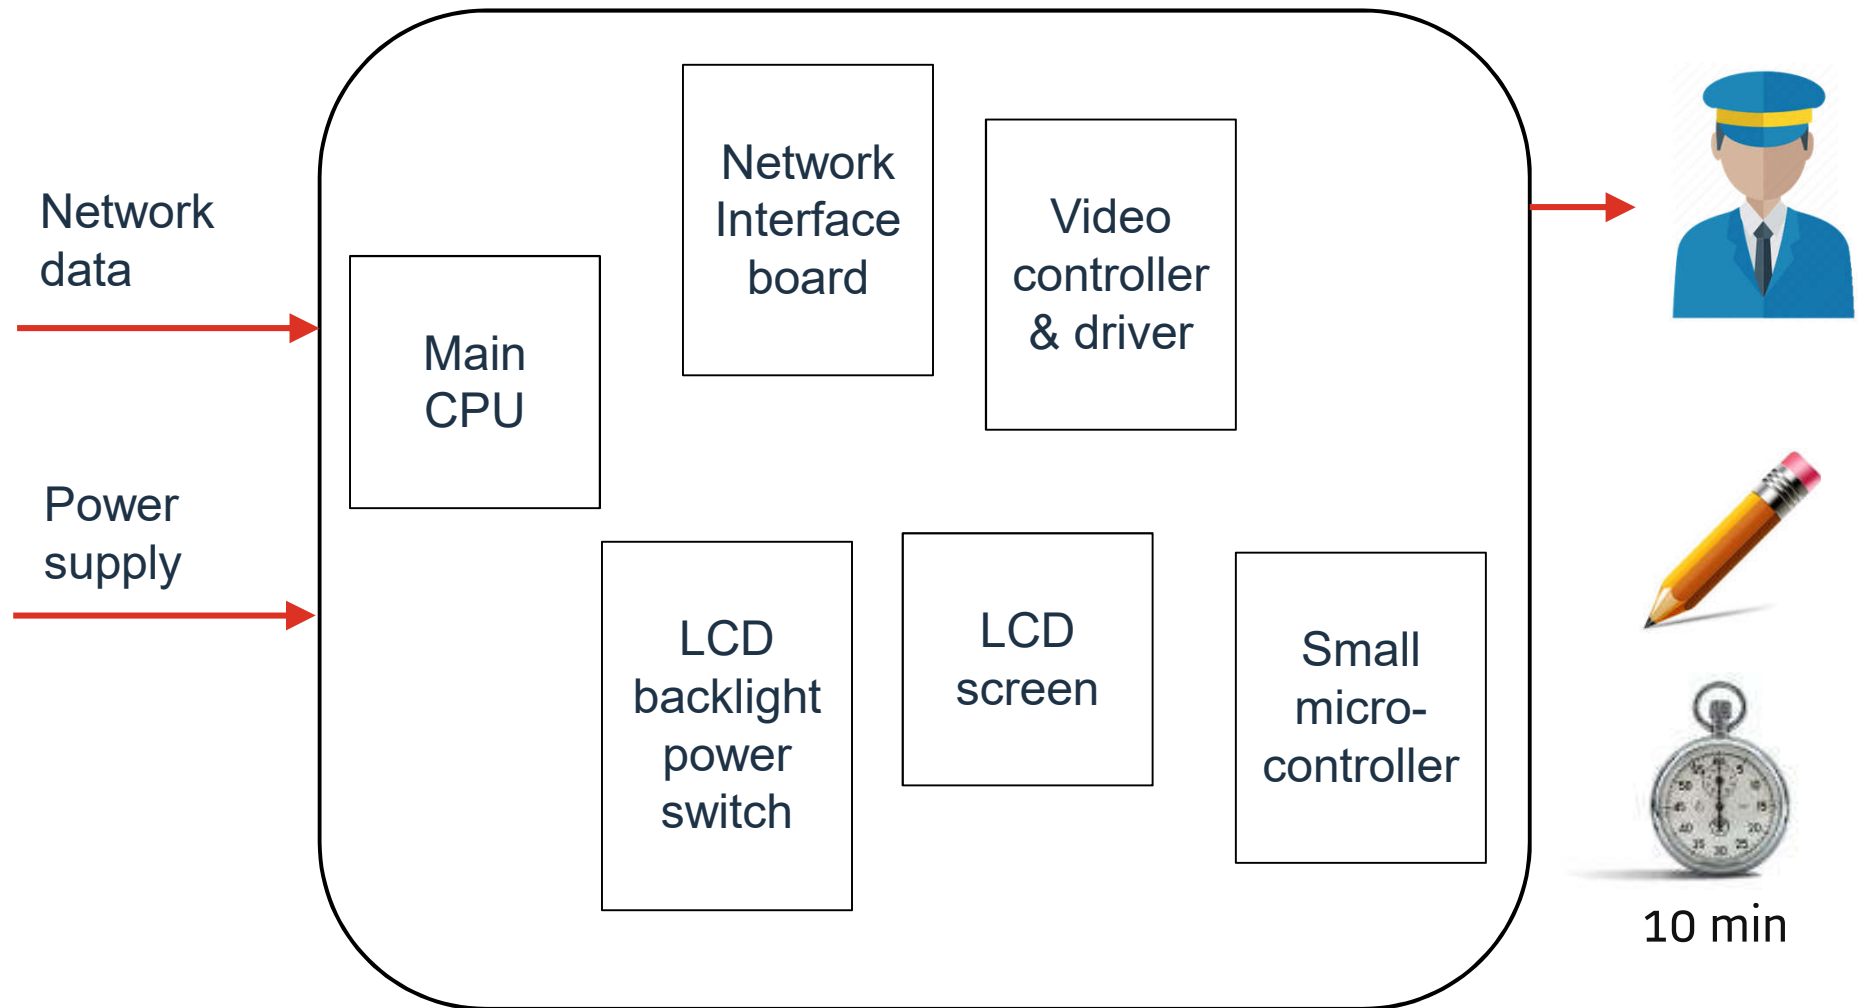 Network
data
Power
supply
Main
CPU
Network
Interface
board
Video
controller
& driver
LCD
backlight
power
switch
LCD
screen
Small
micro-
controller
10 min